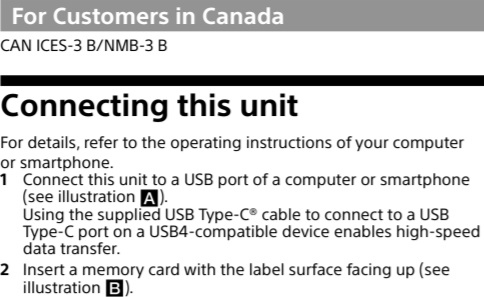 For Customers in Canada
CAN ICES-3 B/NMB-3 B
Connecting this unit
For details, refer to the operating instructions of your computer
or smartphone.
1 Connect this unit to a USB port of a computer or smartphone
(see illustration A).
Using the supplied USB Type-C® cable to connect to a USB
Type-C port on a USB4-compatible device enables high-speed
data transfer.
2 Insert a memory card with the label surface facing up (see
illustration B).